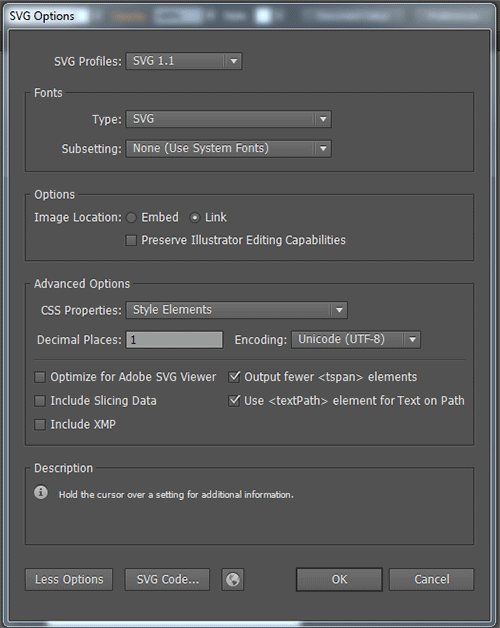 SVG Options
SVG Profiles: SVG 1.1
Fonts
Type: SVG
Subsetting: None (Use System Fonts)
Options
Image Location: Embed Link
Preserve Illustrator Editing Capabilities
Advanced Options
CSS Properties: Style Elements
Decimal Places: 1 Encoding: Unicode (UTF-8)
Optimize for Adobe SVG Viewer Output fewer <tspan> elements
Include Slicing Data Use <textPath> element for Text on Path
Include XMP
Description
Hold the cursor over a setting for additional information.
Less Options SVG Code... OK Cancel